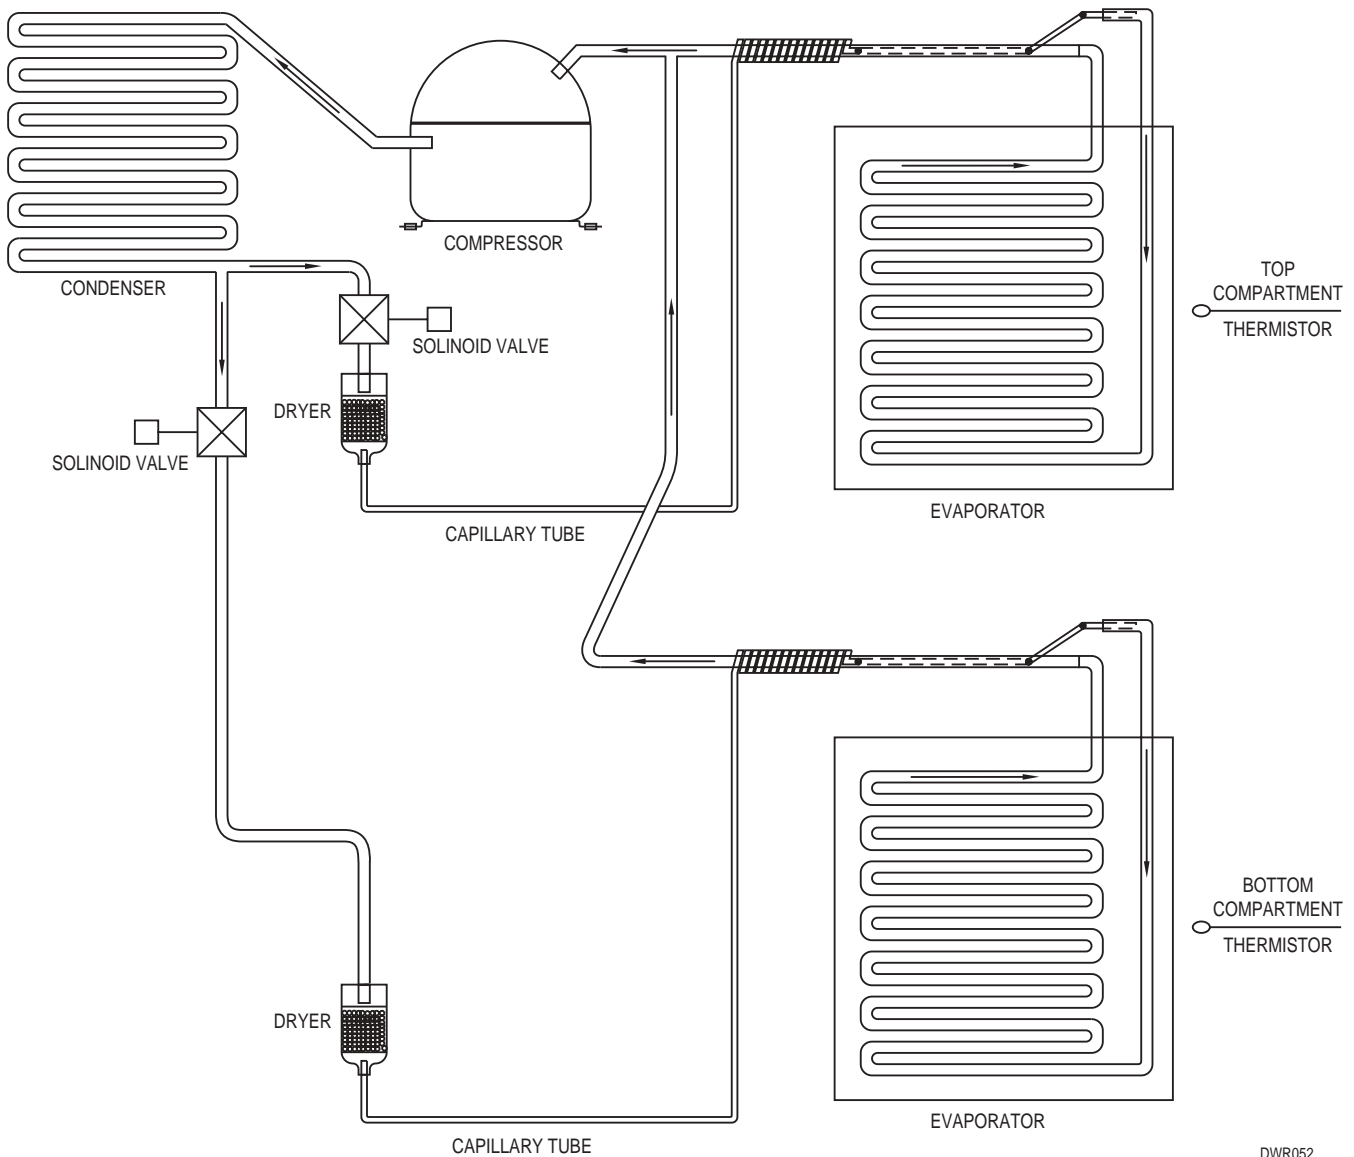 COMPRESSOR
CONDENSER
TOP
COMPARTMENT
THERMISTOR
SOLINOID VALVE
DRYER
SOLINOID VALVE
EVAPORATOR
CAPILLARY TUBE
BOTTOM
COMPARTMENT
THERMISTOR
DRYER
EVAPORATOR
CAPILLARY TUBE
DWR052